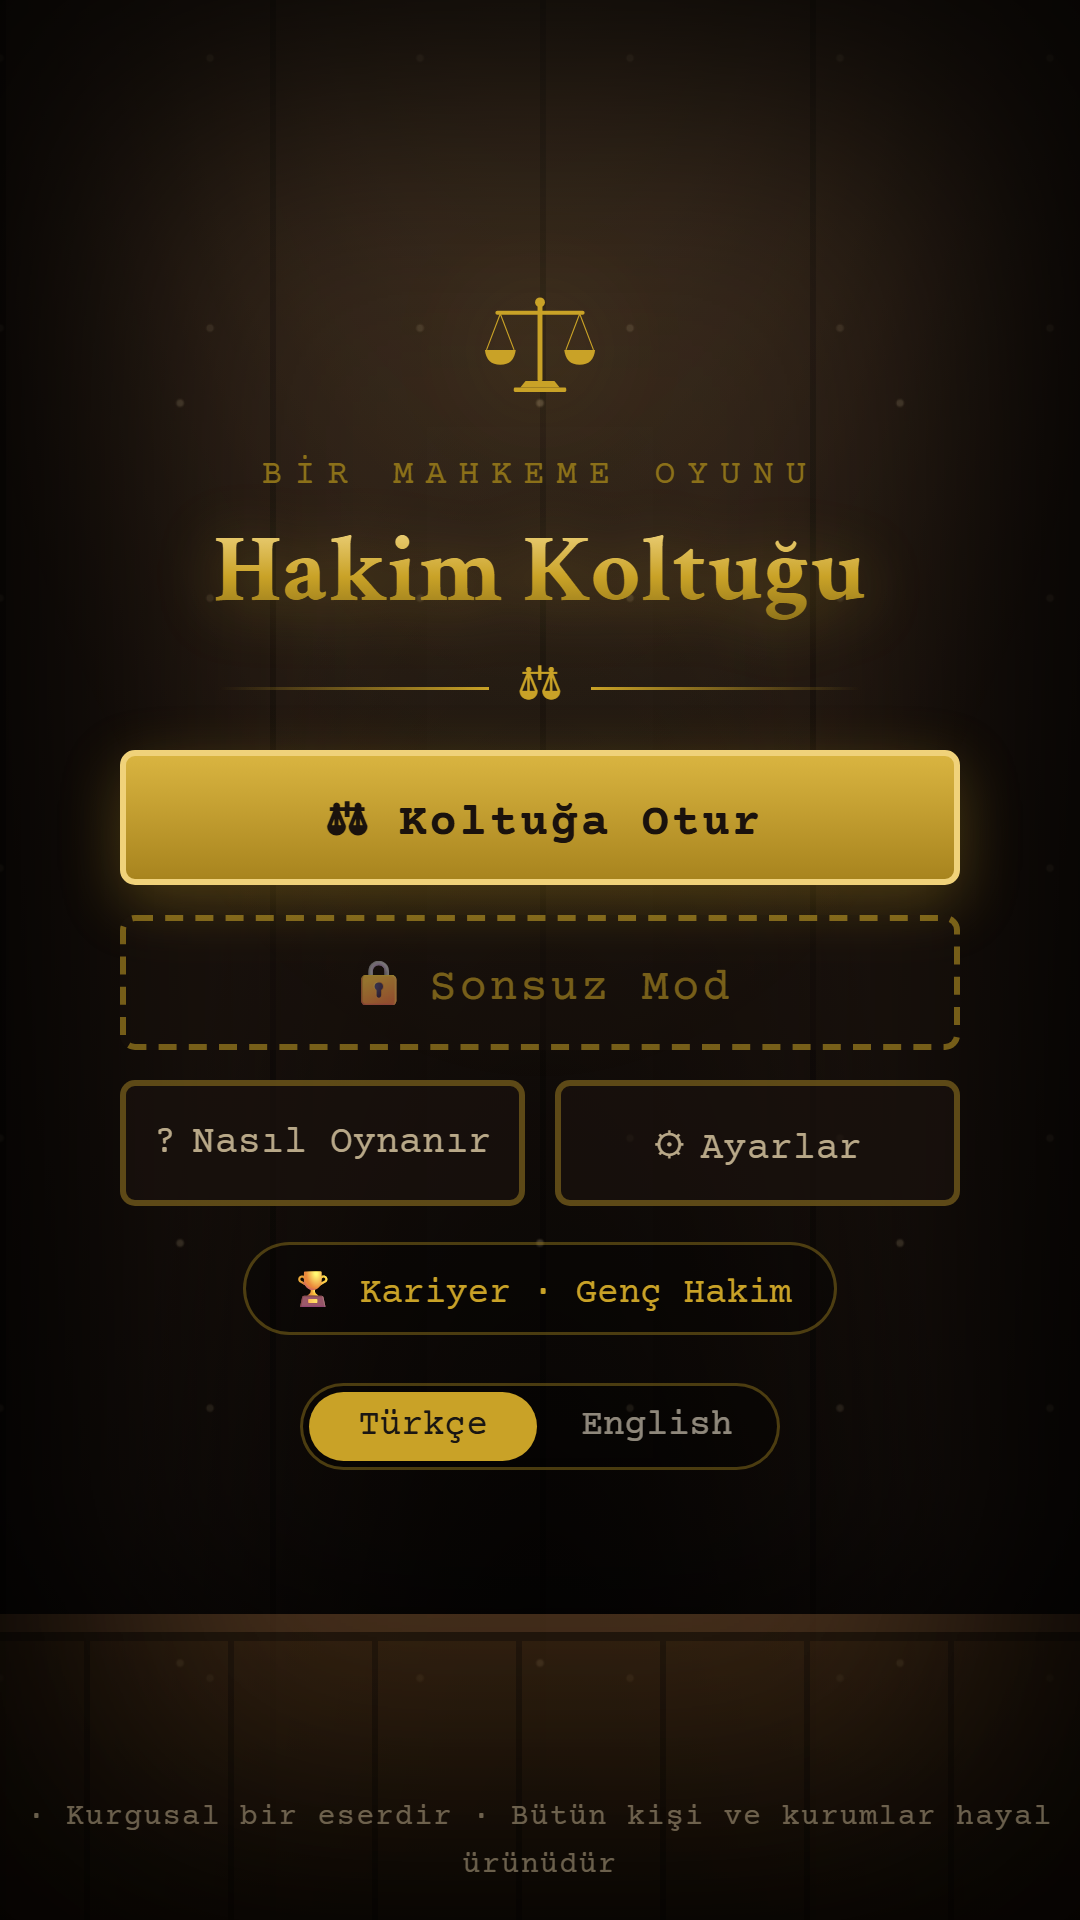 BİR MAHKEME OYUNU
Hakim Koltuğu
Koltuğa Otur
Sonsuz Mod
? Nasıl Oynanır
Ayarlar
Kariyer · Genç Hakim
Türkçe
English
· Kurgusal bir eserdir · Bütün kişi ve kurumlar hayal
ürünüdür